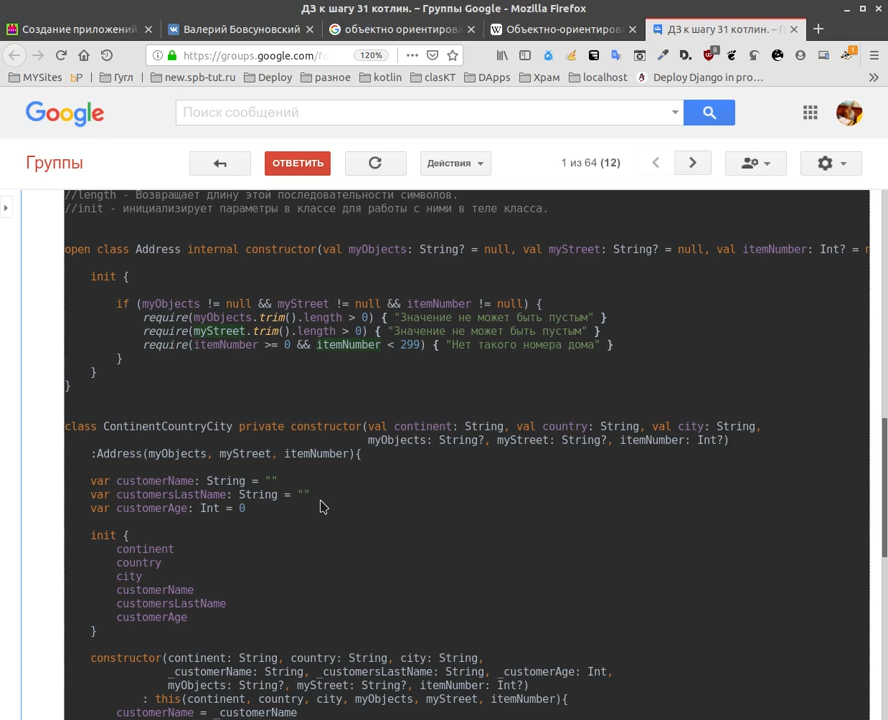 ДЗ к шагу 31 котлин. – Группы Google - Mozilla Firefox
Создание приложений
Валерий Бовсуновский
объектно ориентирова
Объектно-ориентирова
ДЗ к шагу 31 котлин. – Г
https://groups.google.com/fo
120%
8
1
MYSites
bP
Гугл
new.spb-tut.ru
Deploy
разное
kotlin
clasKT
DApps
Храм
localhost
Deploy Django in pro…
Google
Поиск сообщений
Группы
ОТВЕТИТЬ
Действия
1 из 64 (12)
//length - Возвращает длину этой последовательности символов.
//init - инициализирует параметры в классе для работы с ними в теле класса.
open class Address internal constructor(val myObjects: String? = null, val myStreet: String? = null, val itemNumber: Int? = n
init {
if (myObjects != null && myStreet != null && itemNumber != null) {
require(myObjects.trim().length > 0) { "Значение не может быть пустым" }
require(myStreet.trim().length > 0) { "Значение не может быть пустым" }
require(itemNumber >= 0 && itemNumber < 299) { "Нет такого номера дома" }
}
}
}
class ContinentCountryCity private constructor(val continent: String, val country: String, val city: String,
myObjects: String?, myStreet: String?, itemNumber: Int?)
:Address(myObjects, myStreet, itemNumber){
var customerName: String = ""
var customersLastName: String = ""
var customerAge: Int = 0
init {
continent
country
city
customerName
customersLastName
customerAge
}
constructor(continent: String, country: String, city: String,
_customerName: String, _customersLastName: String, _customerAge: Int,
myObjects: String?, myStreet: String?, itemNumber: Int?)
: this(continent, country, city, myObjects, myStreet, itemNumber){
customerName = _customerName